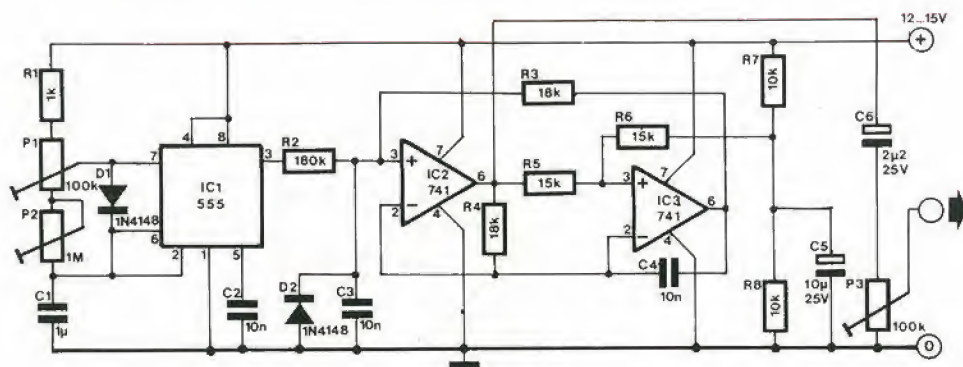 12...15V
+
R1
1k
P1
100k
P2
1M
C1
1µ
D1
1N4148
4
8
7
3
6
2
1
5
IC1
555
C2
10n
R2
180k
D2
1N4148
C3
10n
R3
18k
3
7
2
6
4
IC2
741
R4
18k
R5
15k
R6
15k
3
7
2
6
4
IC3
741
C4
10n
R7
10k
R8
10k
C5
10µ
25V
C6
2µ2
25V
P3
100k
0